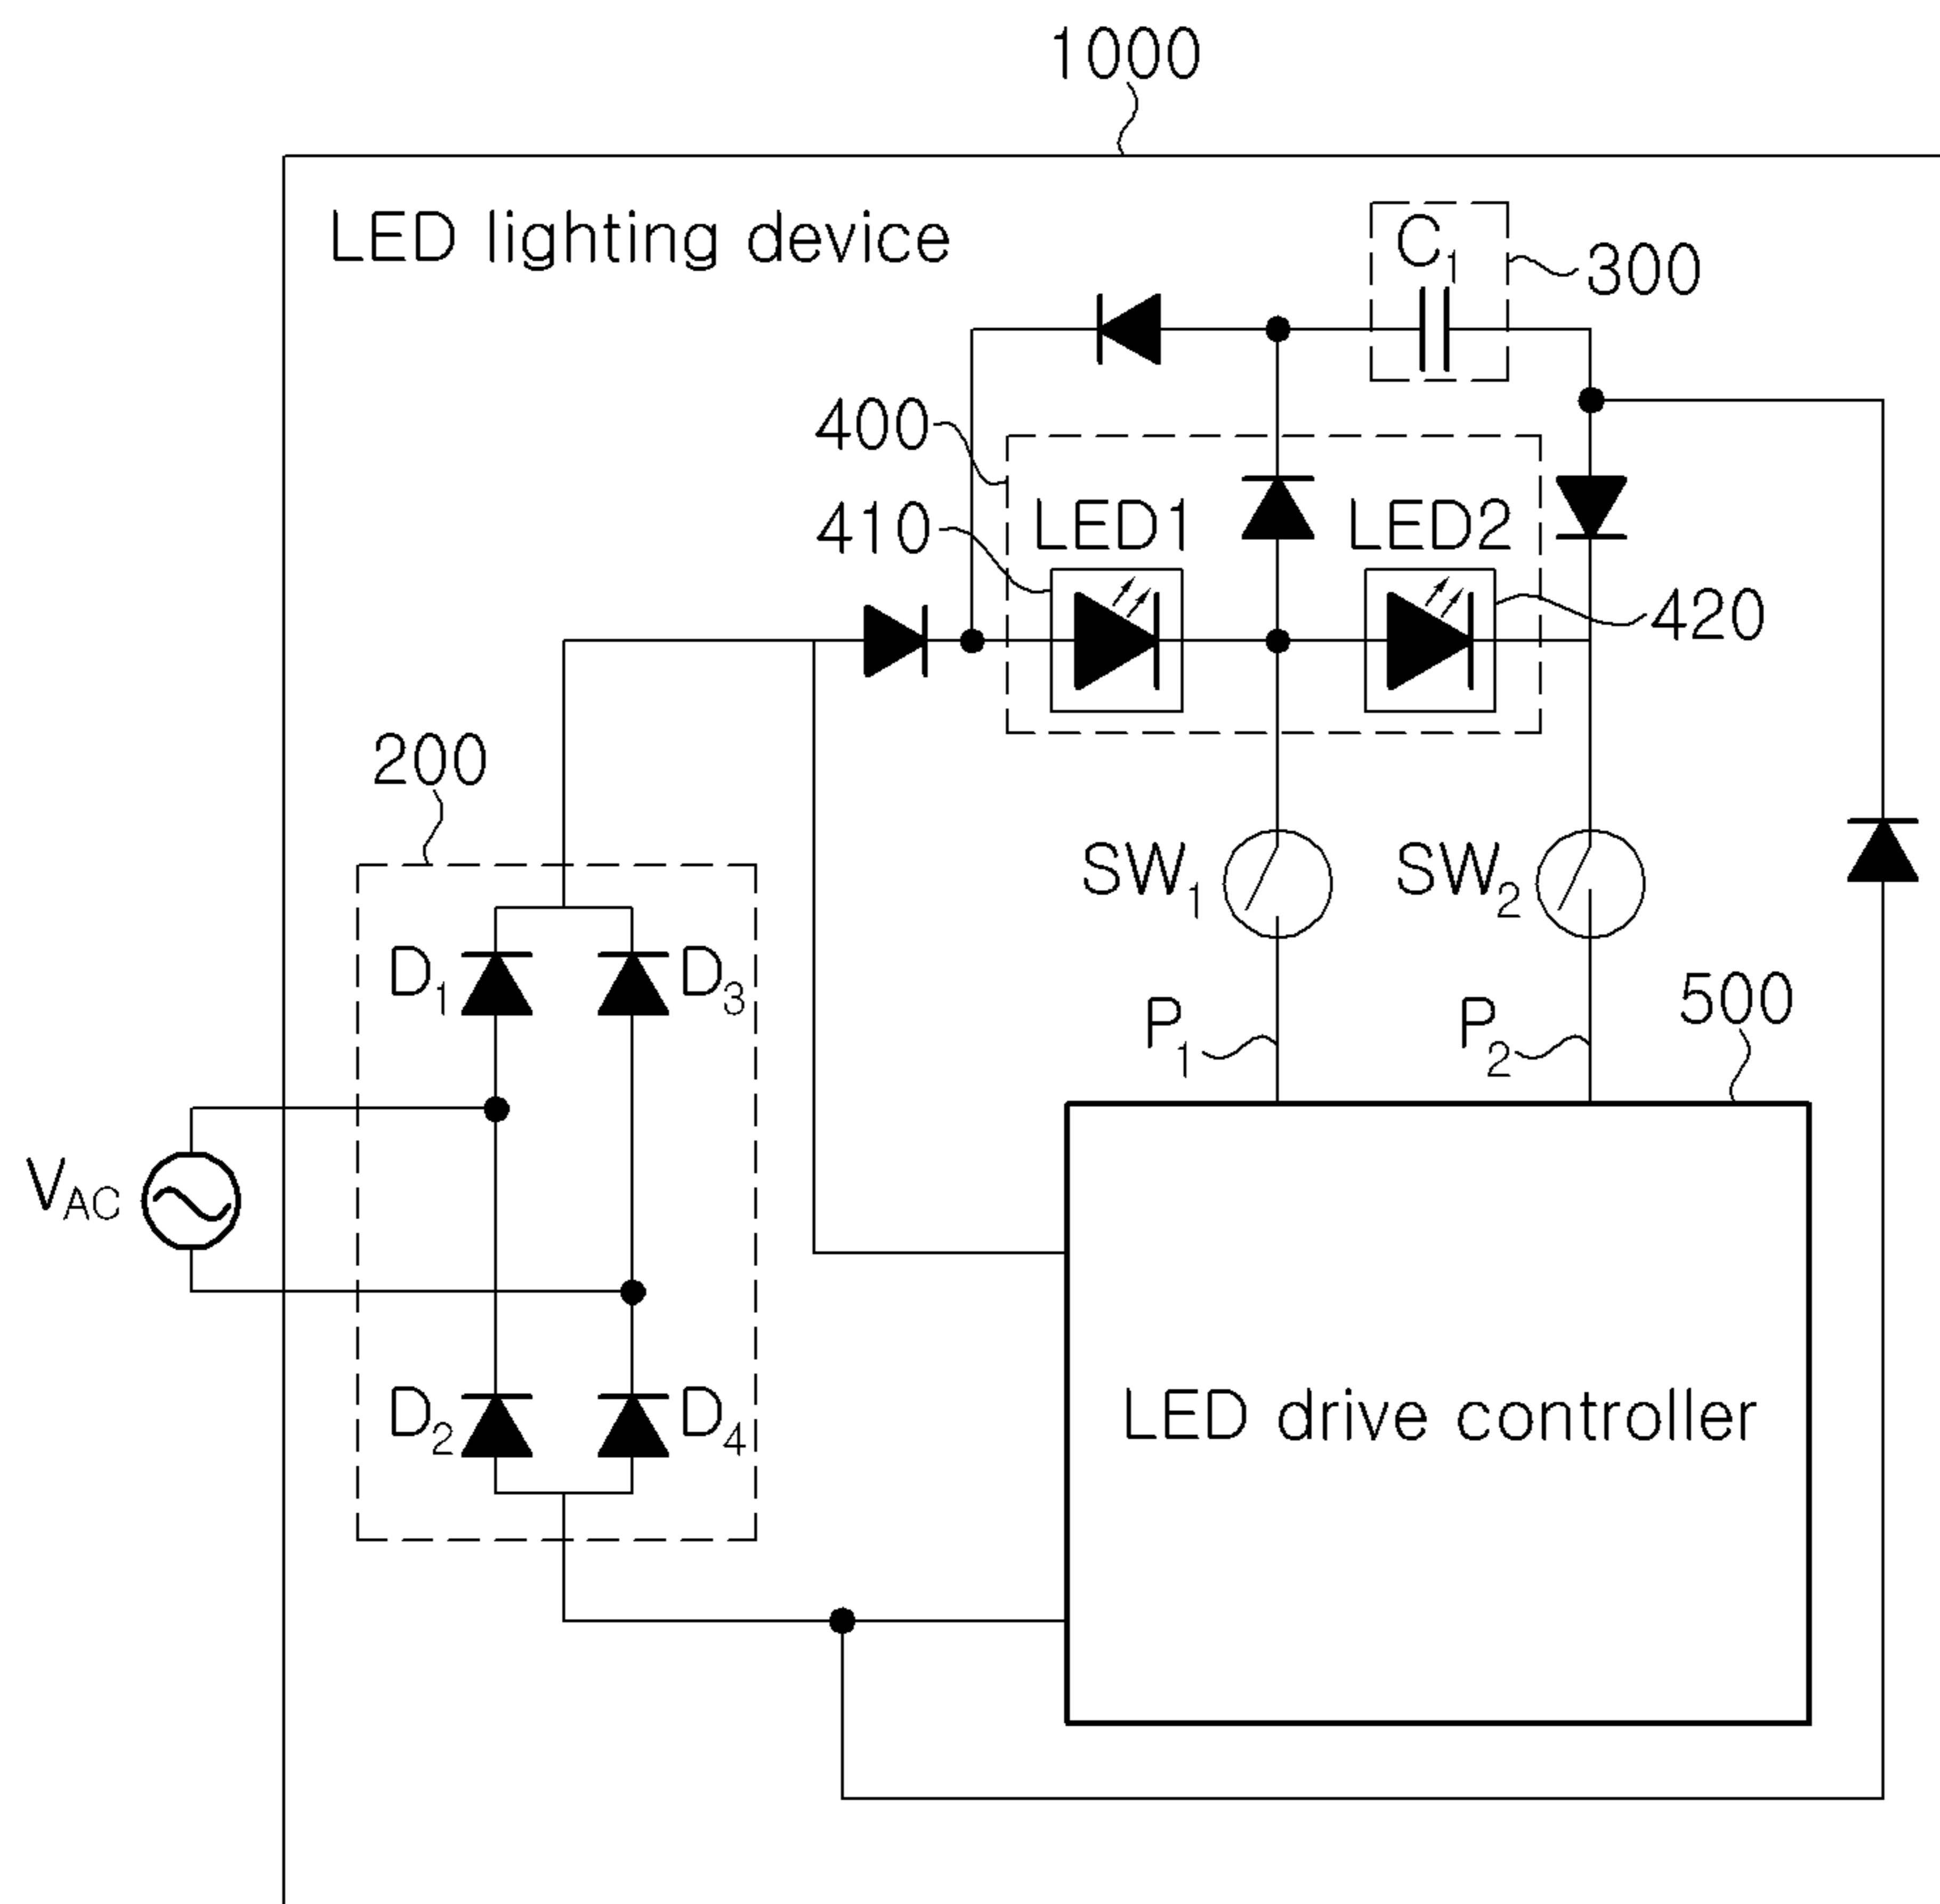 1000
LED lighting device
C1
300
400
410
LED1
LED2
420
200
SW1
SW2
D1
D3
P1
P2
500
VAC
D2
D4
LED drive controller